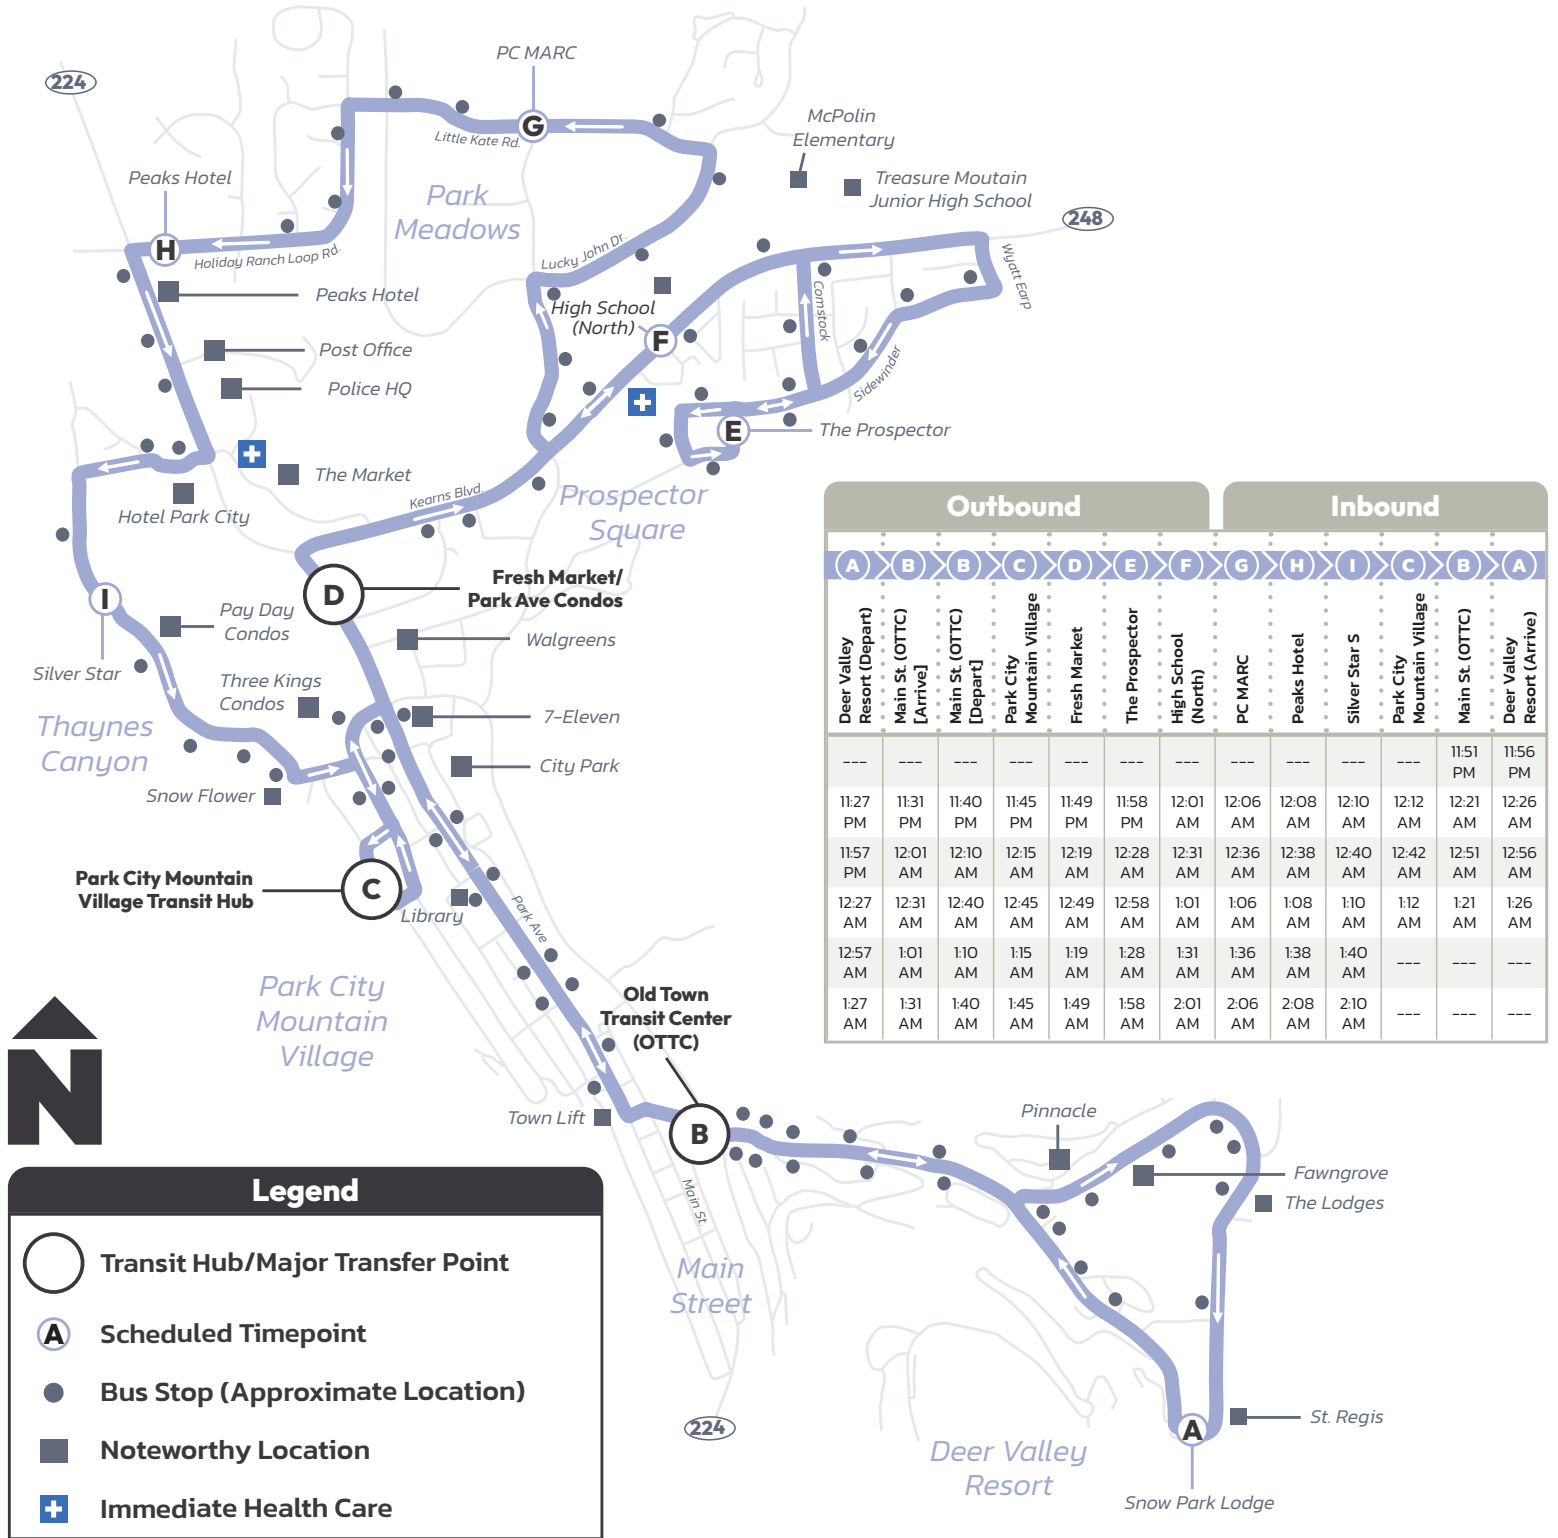 PC MARC
224
McPolin
Elementary
G
Little Kate Rd.
Peaks Hotel
Treasure Moutain
Junior High School
Park
Meadows
248
H
Holiday Ranch Loop Rd.
Lucky John Dr.
Wyatt Earp
Peaks Hotel
High School
(North)
Comstock
F
Post Office
Sidewinder
Police HQ
E
The Prospector
The Market
Kearns Blvd.
Prospector
Square
Hotel Park City
D
Fresh Market/
Park Ave Condos
I
Pay Day
Condos
Walgreens
Silver Star
Three Kings
Condos
7-Eleven
Thaynes
Canyon
City Park
Snow Flower
Park City Mountain
Village Transit Hub
C
Library
Park Ave
Park City
Mountain
Village
Old Town
Transit Center
(OTTC)
N
Town Lift
B
Main St.
Main
Street
224
Pinnacle
Fawngrove
The Lodges
St. Regis
A
Deer Valley
Resort
Snow Park Lodge
Outbound Inbound
A B B C D E F G H I C B A
Deer Valley
Resort (Depart)
Main St. (OTTC)
[Arrive]
Main St. (OTTC)
[Depart]
Park City
Mountain Village
Fresh Market
The Prospector
High School
(North)
PC MARC
Peaks Hotel
Silver Star S
Park City
Mountain Village
Main St. (OTTC)
Deer Valley
Resort (Arrive)
--- --- --- --- --- --- --- --- --- --- --- 11:51 11:56
PM PM
11:27 11:31 11:40 11:45 11:49 11:58 12:01 12:06 12:08 12:10 12:12 12:21 12:26
PM PM PM PM PM PM AM AM AM AM AM AM AM
11:57 12:01 12:10 12:15 12:19 12:28 12:31 12:36 12:38 12:40 12:42 12:51 12:56
PM AM AM AM AM AM AM AM AM AM AM AM AM
12:27 12:31 12:40 12:45 12:49 12:58 1:01 1:06 1:08 1:10 1:12 1:21 1:26
AM AM AM AM AM AM AM AM AM AM AM AM AM
12:57 1:01 1:10 1:15 1:19 1:28 1:31 1:36 1:38 1:40 --- --- ---
AM AM AM AM AM AM AM AM AM AM
1:27 1:31 1:40 1:45 1:49 1:58 2:01 2:06 2:08 2:10 --- --- ---
AM AM AM AM AM AM AM AM AM AM
Legend
Transit Hub/Major Transfer Point
A Scheduled Timepoint
Bus Stop (Approximate Location)
Noteworthy Location
Immediate Health Care